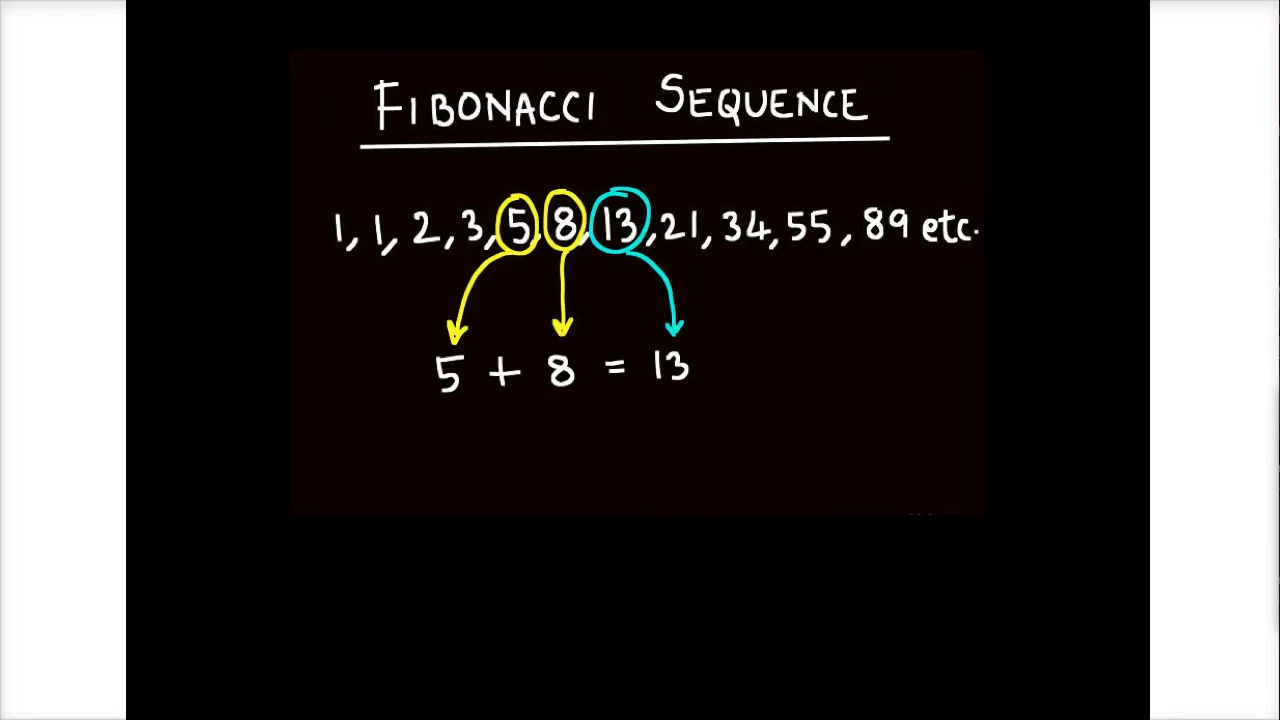 FIBONACCI SEQUENCE
1, 1, 2, 3, 5, 8, 13, 21, 34, 55, 89 etc.
5 + 8 = 13